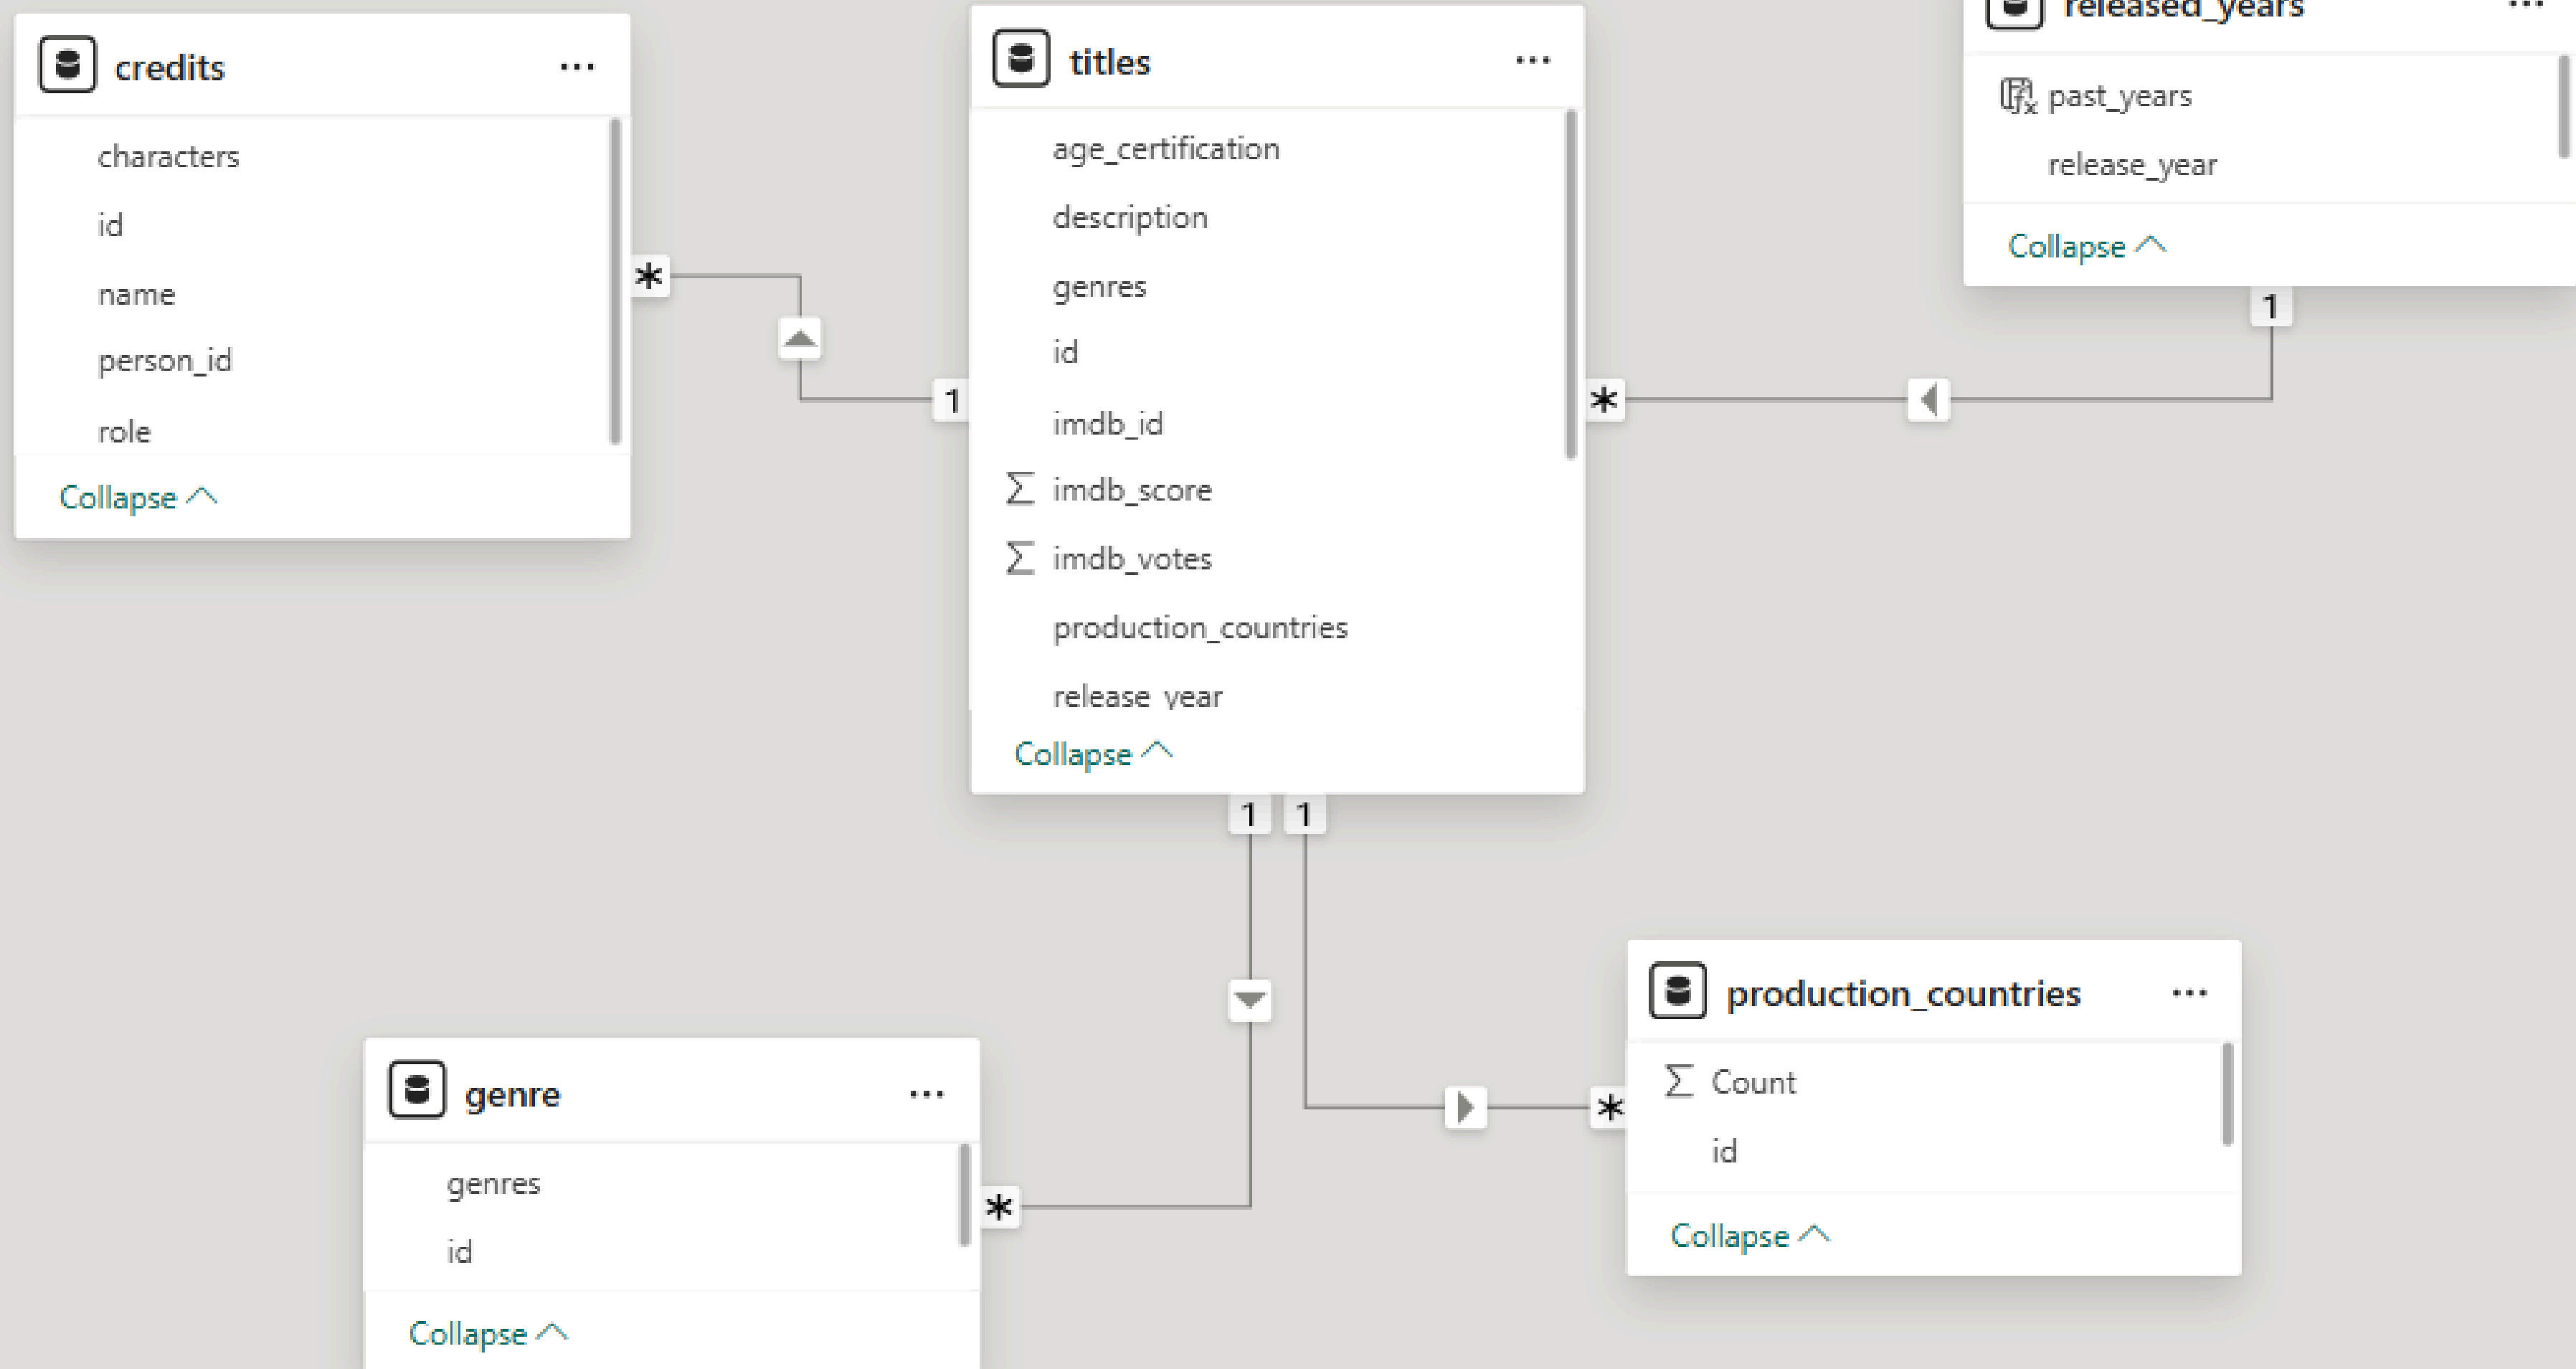 credits ...
characters
id
name
person_id
role
Collapse
*
1
titles ...
age_certification
description
genres
id
imdb_id
Σ imdb_score
Σ imdb_votes
production_countries
release_year
Collapse
*
1
1
1
released_years ...
past_years
release_year
Collapse
genre ...
genres
id
Collapse
*
production_countries ...
Σ Count
id
Collapse
*